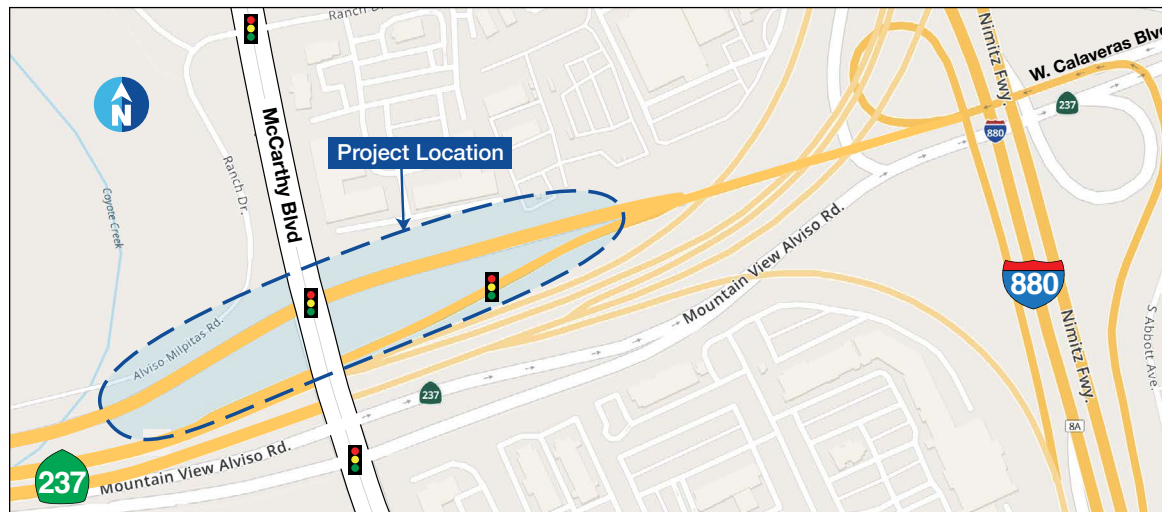 Ranch Dr.
Nimitz Fwy.
W. Calaveras Blvd
237
N
McCarthy Blvd
880
Project Location
Ranch Dr.
Coyote Creek
Mountain View Alviso Rd.
880
Nimitz Fwy.
S Abbott Ave.
Alviso Milpitas Rd.
237
8A
Mountain View Alviso Rd.
237